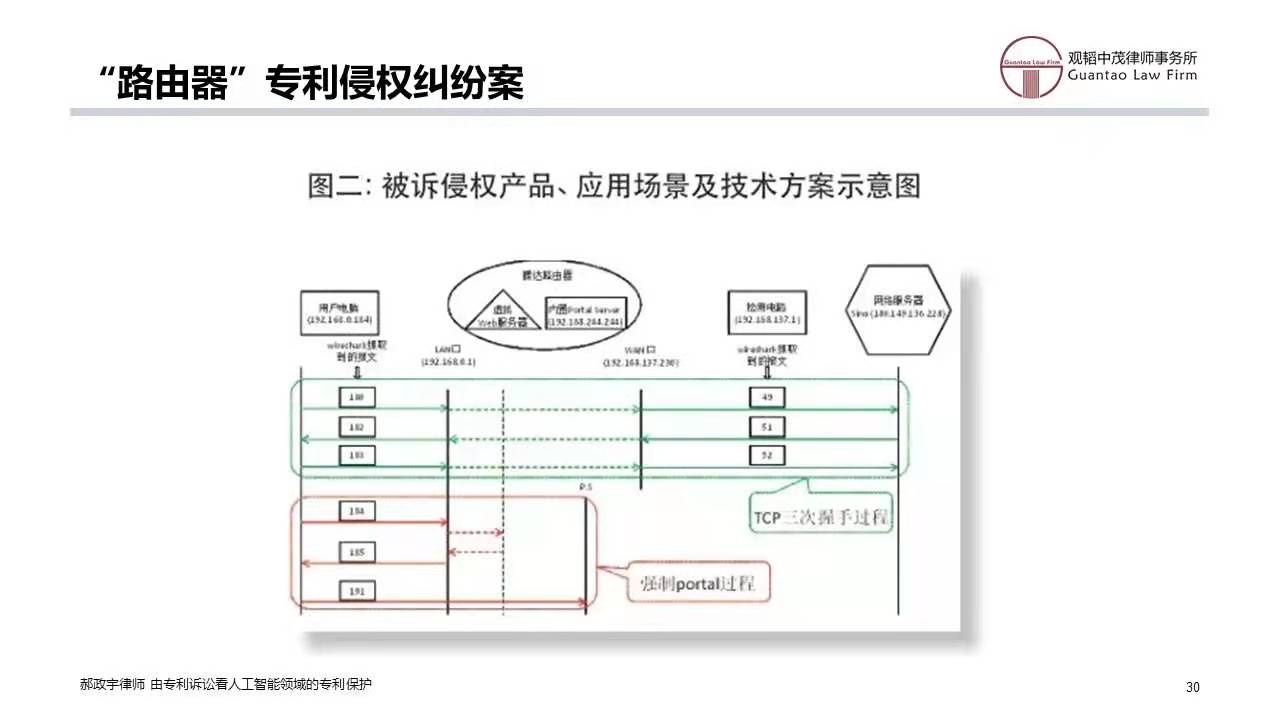 “路由器”专利侵权纠纷案
Guantao Law Firm
观韬中茂律师事务所
Guantao Law Firm
图二：被诉侵权产品、应用场景及技术方案示意图
腾达路由器
用户电脑
(192.168.0.184)
虚拟
Web服务器
内置Portal Server
(192.168.244.244)
检测电脑
(192.168.137.1)
网络服务器
wireshark抓取
到的报文
LAN口
(192.168.0.1)
WAN口
(192.168.137.230)
wireshark抓取
到的报文
180
49
182
51
183
52
P.S
184
TCP三次握手过程
185
强制portal过程
191
郝政宇律师 由专利诉讼看人工智能领域的专利保护
30